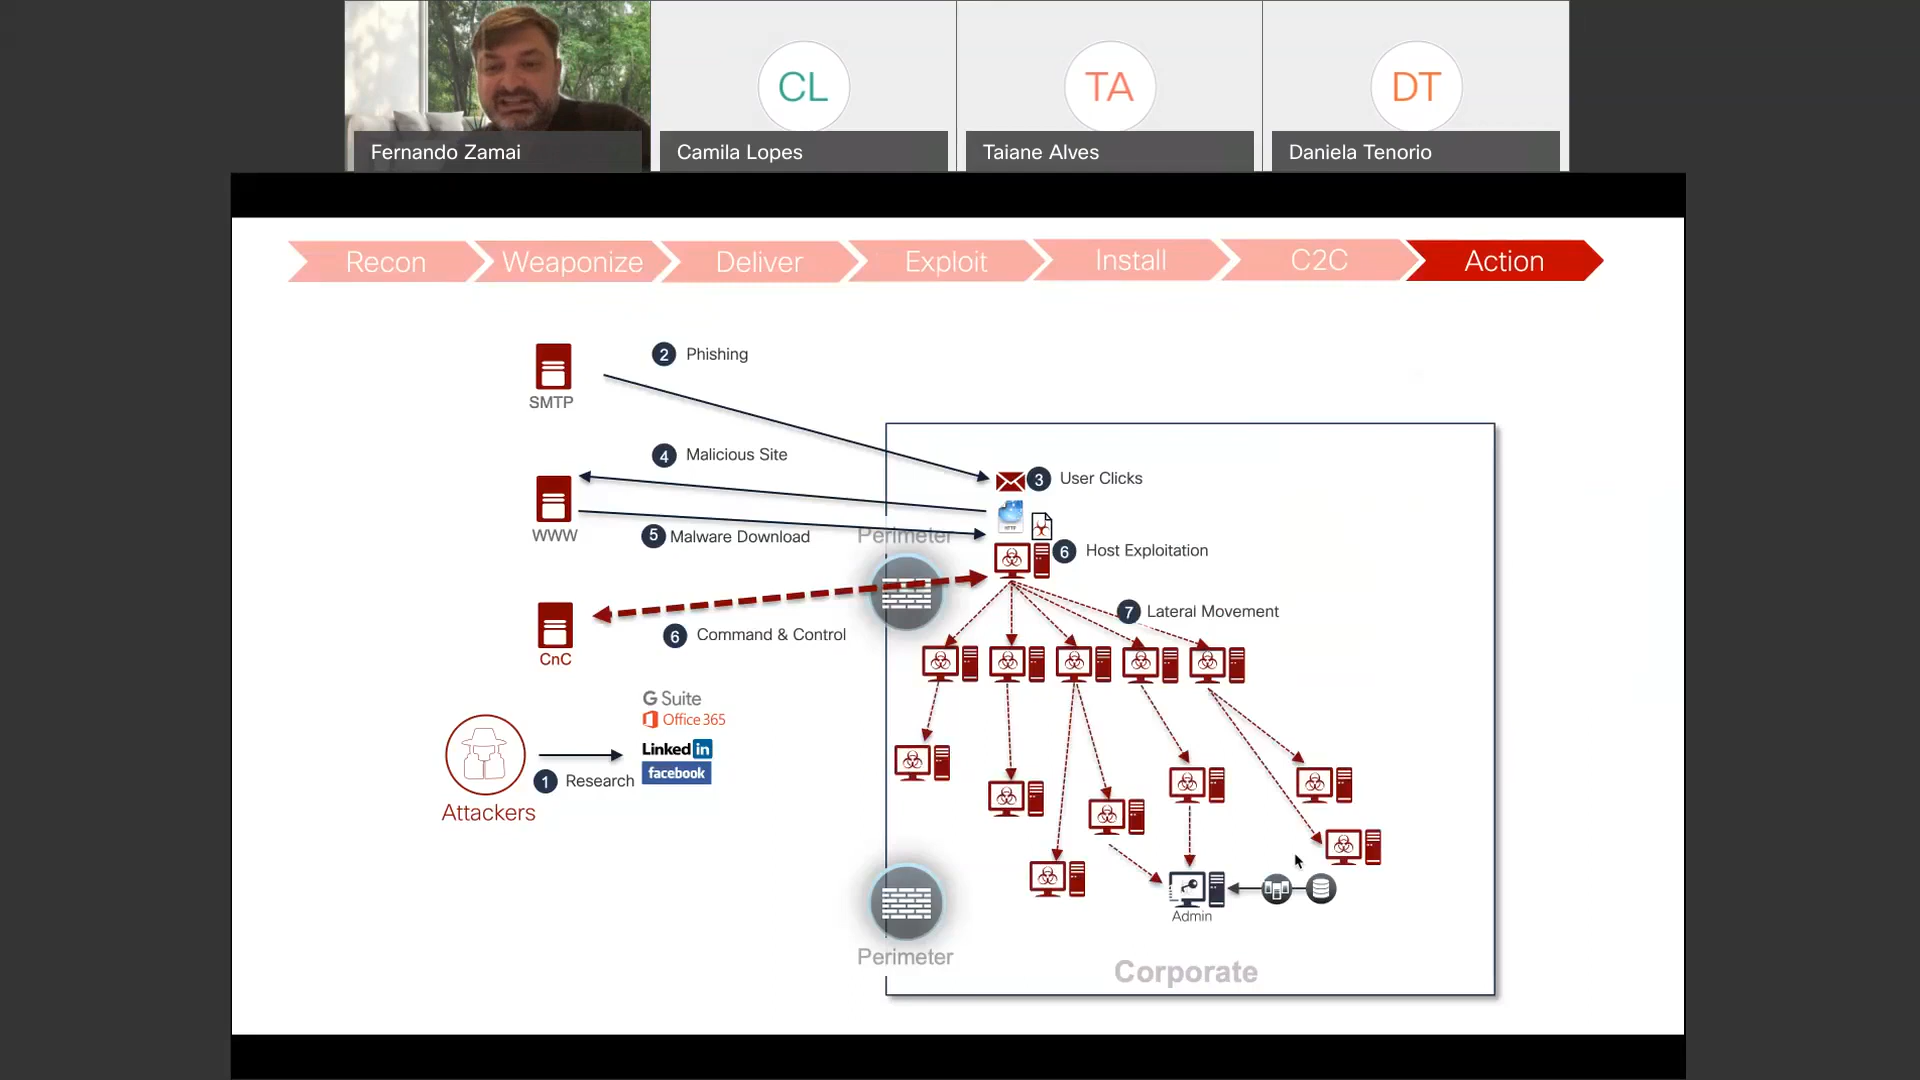 CL
TA
DT
Fernando Zamai
Camila Lopes
Taiane Alves
Daniela Tenorio
Recon
Weaponize
Deliver
Exploit
Install
C2C
Action
2 Phishing
SMTP
4 Malicious Site
3 User Clicks
HTTP
WWW
5 Malware Download
Perimeter
6 Host Exploitation
7 Lateral Movement
6 Command & Control
CnC
G Suite
Office 365
Linked in
facebook
1 Research
Attackers
Admin
Perimeter
Corporate